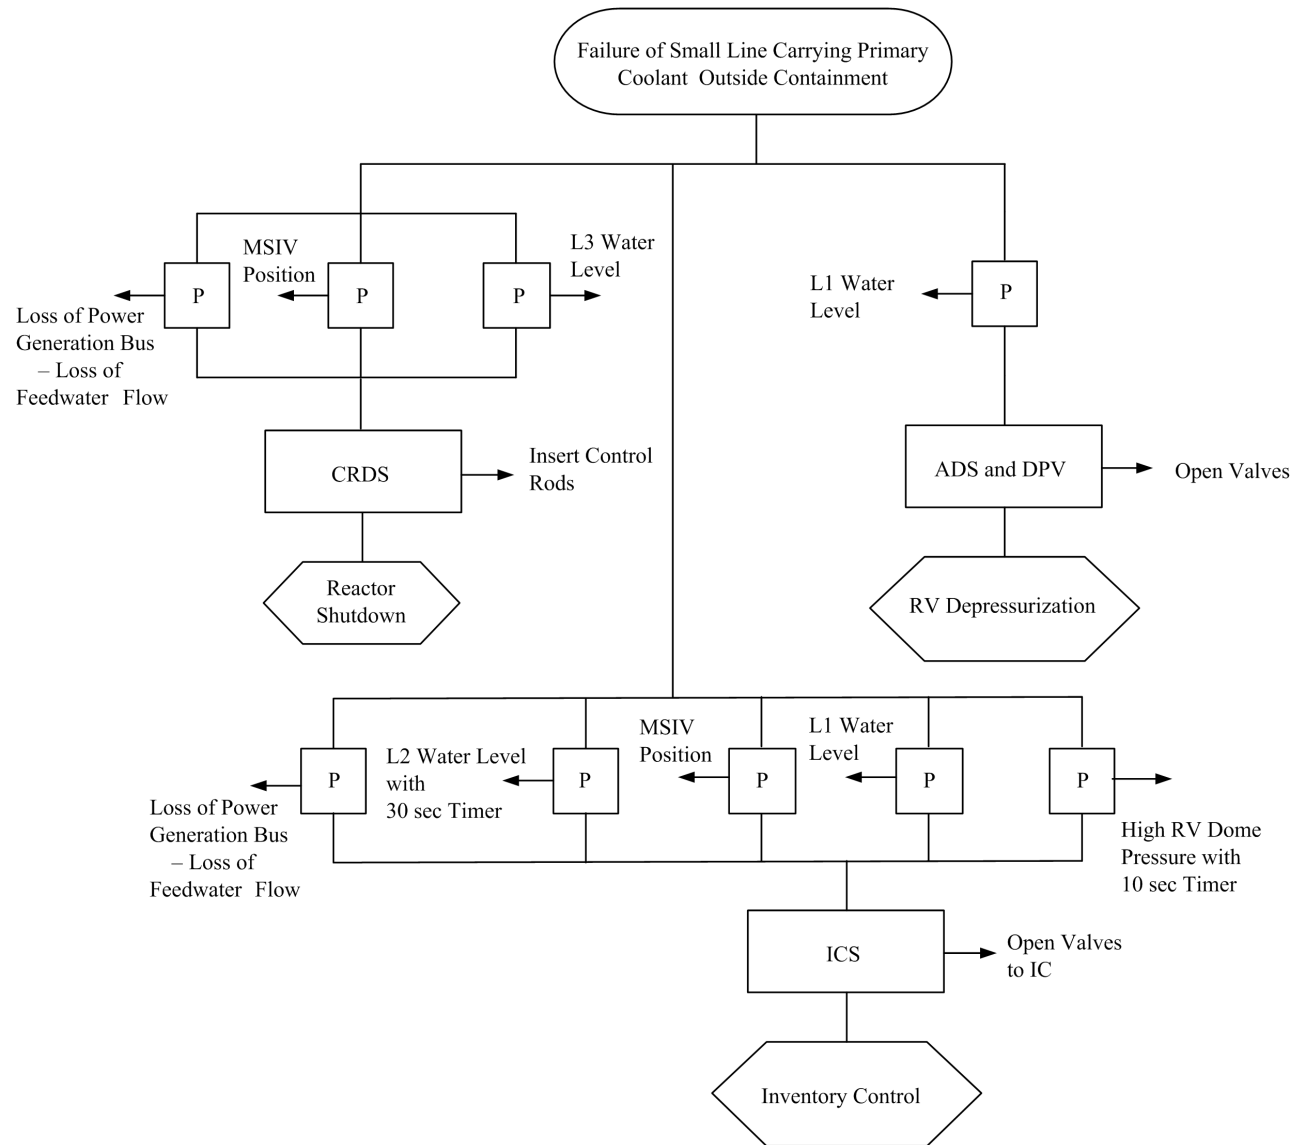 Failure of Small Line Carrying Primary
Coolant Outside Containment
MSIV
Position
L3 Water
Level
L1 Water
Level
P
P
P
P
Loss of Power
Generation Bus
– Loss of
Feedwater Flow
CRDS
Insert Control
Rods
ADS and DPV
Open Valves
Reactor
Shutdown
RV Depressurization
L2 Water Level
with
30 sec Timer
MSIV
Position
L1 Water
Level
P
P
P
P
P
Loss of Power
Generation Bus
– Loss of
Feedwater Flow
High RV Dome
Pressure with
10 sec Timer
ICS
Open Valves
to IC
Inventory Control